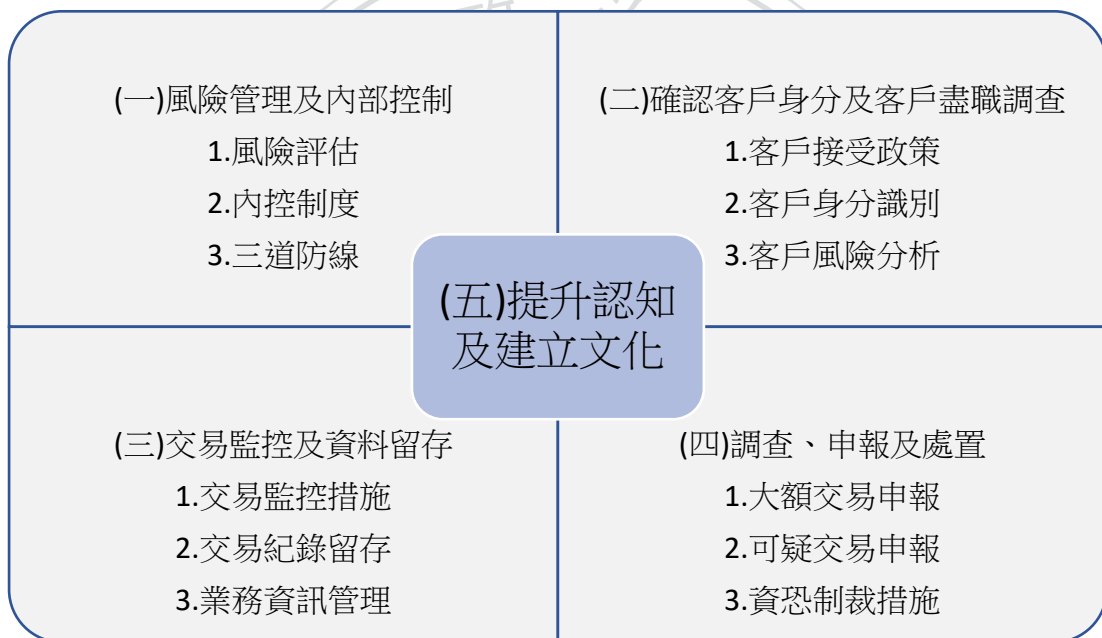 (一)風險管理及內部控制
1.風險評估
2.內控制度
3.三道防線
(二)確認客戶身分及客戶盡職調查
1.客戶接受政策
2.客戶身分識別
3.客戶風險分析
(五)提升認知
及建立文化
(三)交易監控及資料留存
1.交易監控措施
2.交易紀錄留存
3.業務資訊管理
(四)調查、申報及處置
1.大額交易申報
2.可疑交易申報
3.資恐制裁措施